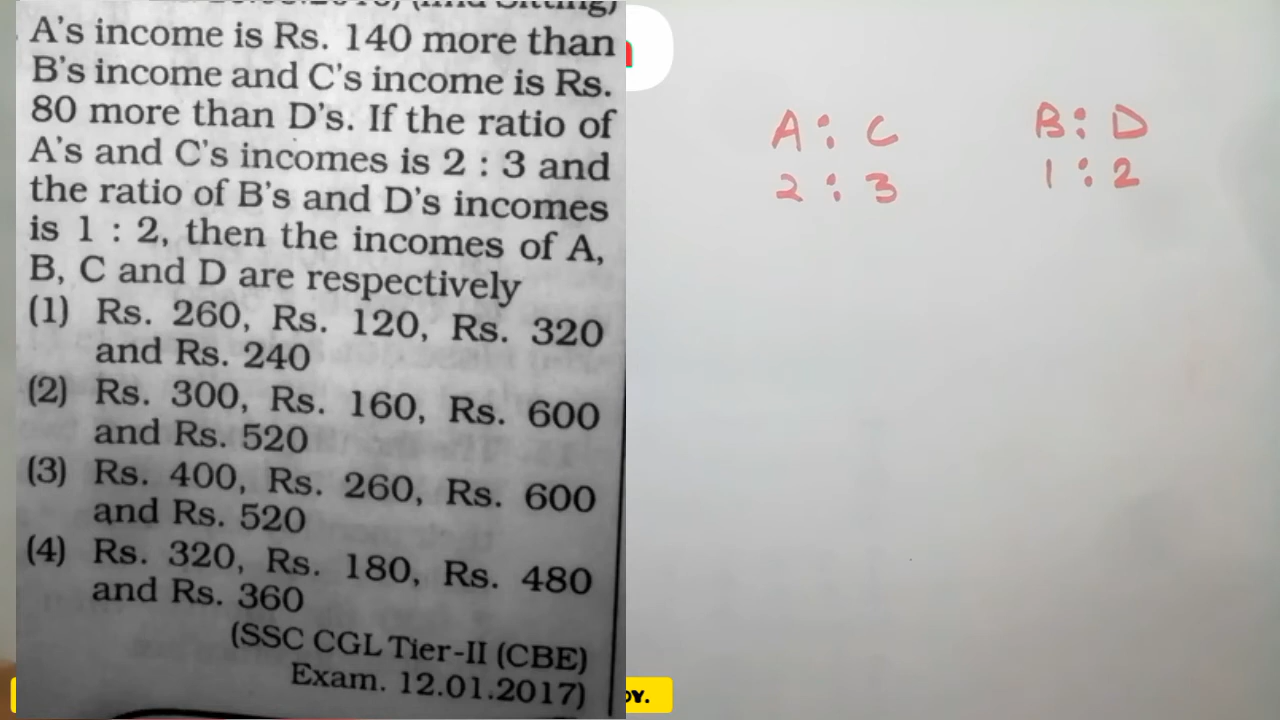 A's income is Rs. 140 more than
B's income and C's income is Rs.
80 more than D's. If the ratio of
A's and C's incomes is 2 : 3 and
the ratio of B's and D's incomes
is 1 : 2, then the incomes of A,
B, C and D are respectively
(1) Rs. 260, Rs. 120, Rs. 320
and Rs. 240
(2) Rs. 300, Rs. 160, Rs. 600
and Rs. 520
(3) Rs. 400, Rs. 260, Rs. 600
and Rs. 520
(4) Rs. 320, Rs. 180, Rs. 480
and Rs. 360
(SSC CGL Tier-II (CBE)
Exam. 12.01.2017)
A : C B : D
2 : 3 1 : 2